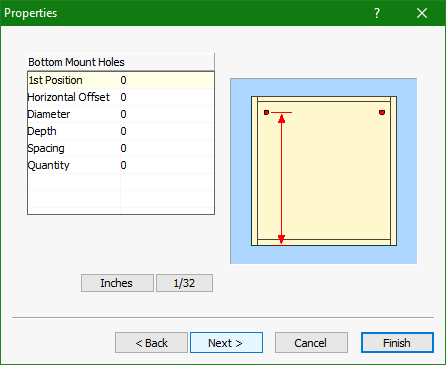 Properties
?
Bottom Mount Holes
1st Position 0
Horizontal Offset 0
Diameter 0
Depth 0
Spacing 0
Quantity 0
Inches 1/32
< Back Next > Cancel Finish